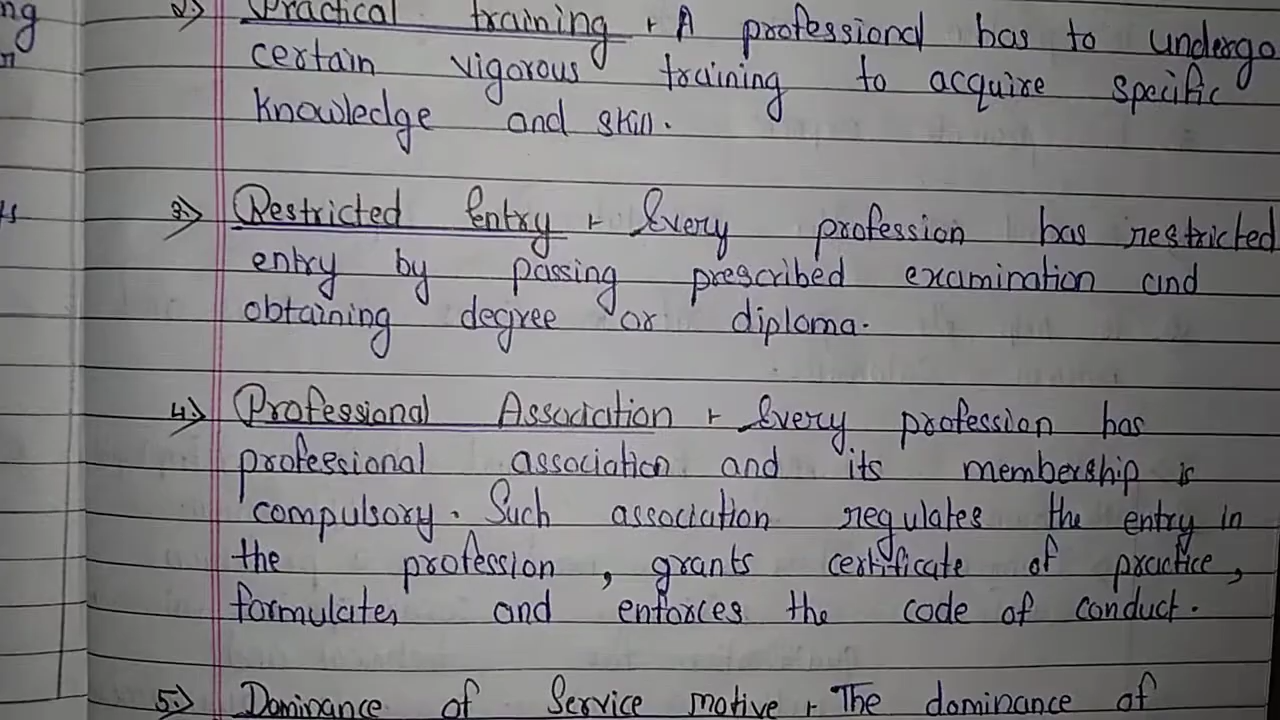 2) Practical training :- A professional has to undergo
certain vigorous training to acquire specific
knowledge and skill.
3) Restricted Entry :- Every profession has restricted
entry by passing prescribed examination and
obtaining degree or diploma.
4) Professional Association :- Every profession has
professional association and its membership is
compulsory. Such association regulates the entry in
the profession, grants certificate of practice,
formulates and enforces the code of conduct.
5) Dominance of Service motive :- The dominance of